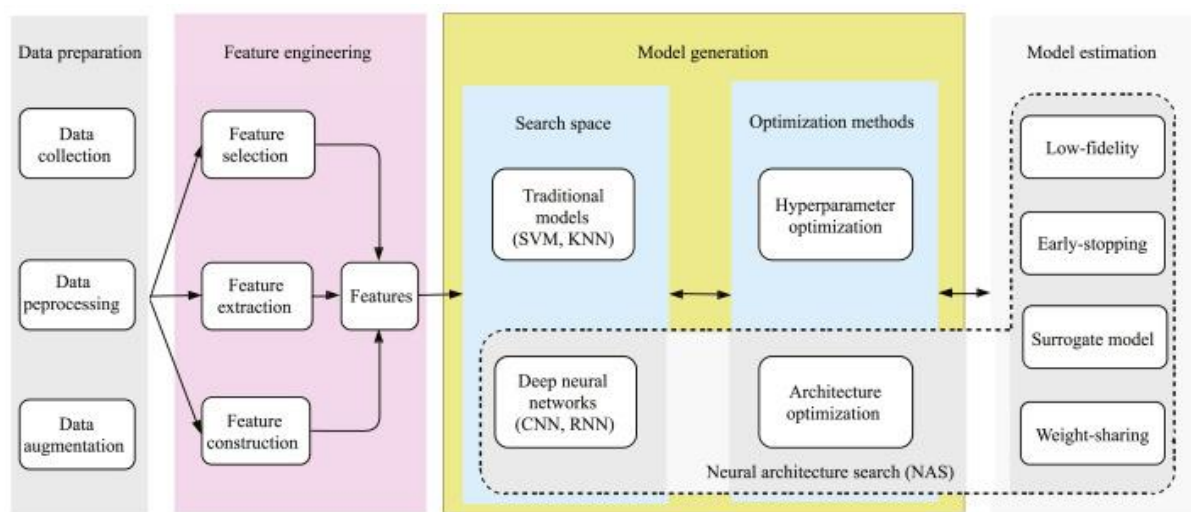 Data preparation
Data
collection
Data
peprocessing
Data
augmentation
Feature engineering
Feature
selection
Feature
extraction
Feature
construction
Features
Model generation
Search space
Traditional
models
(SVM, KNN)
Deep neural
networks
(CNN, RNN)
Optimization methods
Hyperparameter
optimization
Architecture
optimization
Neural architecture search (NAS)
Model estimation
Low-fidelity
Early-stopping
Surrogate model
Weight-sharing